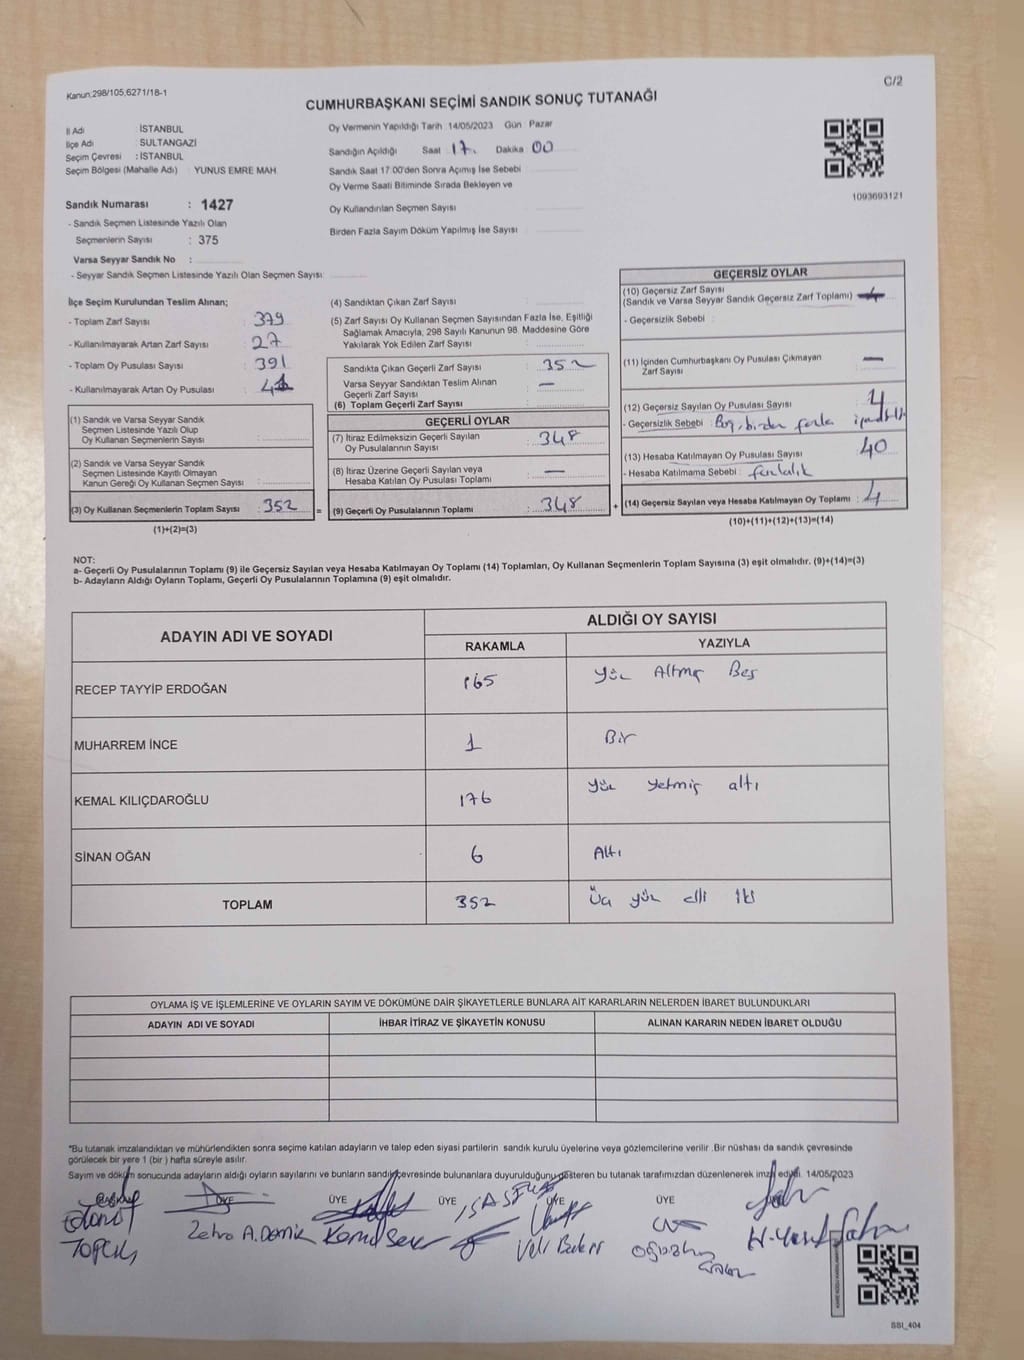 Kanun,298/105,6271/18-1
C/2
CUMHURBAŞKANI SEÇİMİ SANDIK SONUÇ TUTANAĞI
İl Adı : İSTANBUL
İlçe Adı : SULTANGAZİ
Seçim Çevresi : İSTANBUL
Seçim Bölgesi (Mahalle Adı) : YUNUS EMRE MAH.
Sandık Numarası : 1427
- Sandık Seçmen Listesinde Yazılı Olan
Seçmenlerin Sayısı : 375
Varsa Seyyar Sandık No :
- Seyyar Sandık Seçmen Listesinde Yazılı Olan Seçmen Sayısı :
Oy Vermenin Yapıldığı Tarih 14/05/2023 Gün Pazar
Sandığın Açıldığı Saat 17. Dakika 00
Sandık Saat 17.00'den Sonra Açımış İse Sebebi
Oy Verme Saati Bitiminde Sırada Bekleyen ve
Oy Kullandırılan Seçmen Sayısı
Birden Fazla Sayım Döküm Yapılmış İse Sayısı
1093693121
İlçe Seçim Kurulundan Teslim Alınan;
- Toplam Zarf Sayısı : 379
- Kullanılmayarak Artan Zarf Sayısı : 27
- Toplam Oy Pusulası Sayısı : 391
- Kullanılmayarak Artan Oy Pusulası :
(1) Sandık ve Varsa Seyyar Sandık
Seçmen Listesinde Yazılı Olup
Oy Kullanan Seçmenlerin Sayısı :
(2) Sandık ve Varsa Seyyar Sandık
Seçmen Listesinde Kayıtlı Olmayan
Kanun Gereği Oy Kullanan Seçmen Sayısı :
(3) Oy Kullanan Seçmenlerin Toplam Sayısı : 352
(1)+(2)=(3)
(4) Sandıktan Çıkan Zarf Sayısı :
(5) Zarf Sayısı Oy Kullanan Seçmen Sayısından Fazla İse, Eşitliği
Sağlamak Amacıyla, 298 Sayılı Kanunun 98. Maddesine Göre
Yakılarak Yok Edilen Zarf Sayısı :
Sandıkta Çıkan Geçerli Zarf Sayısı : 352
Varsa Seyyar Sandıktan Teslim Alınan
Geçerli Zarf Sayısı : —
(6) Toplam Geçerli Zarf Sayısı :
GEÇERLİ OYLAR
(7) İtiraz Edilmeksizin Geçerli Sayılan
Oy Pusulalarının Sayısı : 348
(8) İtiraz Üzerine Geçerli Sayılan veya
Hesaba Katılan Oy Pusulası Toplamı : —
= (9) Geçerli Oy Pusulalarının Toplamı : 348 +
GEÇERSİZ OYLAR
(10) Geçersiz Zarf Sayısı
(Sandık ve Varsa Seyyar Sandık Geçersiz Zarf Toplamı) :
- Geçersizlik Sebebi :
(11) İçinden Cumhurbaşkanı Oy Pusulası Çıkmayan
Zarf Sayısı : —
(12) Geçersiz Sayılan Oy Pusulası Sayısı : 4
- Geçersizlik Sebebi : Boş, birden fazla
(13) Hesaba Katılmayan Oy Pusulası Sayısı : 40
- Hesaba Katılmama Sebebi : fazlalık
(14) Geçersiz Sayılan veya Hesaba Katılmayan Oy Toplamı : 4
(10)+(11)+(12)+(13)=(14)
NOT:
a- Geçerli Oy Pusulalarının Toplamı (9) ile Geçersiz Sayılan veya Hesaba Katılmayan Oy Toplamı (14) Toplamları, Oy Kullanan Seçmenlerin Toplam Sayısına (3) eşit olmalıdır. (9)+(14)=(3)
b- Adayların Aldığı Oyların Toplamı, Geçerli Oy Pusulalarının Toplamına (9) eşit olmalıdır.
ADAYIN ADI VE SOYADI
ALDIĞI OY SAYISI
RAKAMLA YAZIYLA
RECEP TAYYİP ERDOĞAN 165 Yüz Altmış Beş
MUHARREM İNCE 1 Bir
KEMAL KILIÇDAROĞLU 176 Yüz yetmiş altı
SİNAN OĞAN 6 Altı
TOPLAM 352 Üç yüz elli iki
OYLAMA İŞ VE İŞLEMLERİNE VE OYLARIN SAYIM VE DÖKÜMÜNE DAİR ŞİKAYETLERLE BUNLARA AİT KARARLARIN NELERDEN İBARET BULUNDUKLARI
ADAYIN ADI VE SOYADI İHBAR İTİRAZ VE ŞİKAYETİN KONUSU ALINAN KARARIN NEDEN İBARET OLDUĞU
*Bu tutanak imzalandıktan ve mühürlendikten sonra seçime katılan adayların ve talep eden siyasi partilerin sandık kurulu üyelerine veya gözlemcilerine verilir .Bir nüshası da sandık çevresinde
görülecek bir yere 1 (bir ) hafta süreyle asılır.
Sayım ve döküm sonucunda adayların aldığı oyların sayılarını ve bunların sandık çevresinde bulunanlara duyurulduğunu gösteren bu tutanak tarafımızdan düzenlenerek imza edildi. 14/05/2023
ÜYE ÜYE ÜYE ÜYE ÜYE
Zehra A.Demir Kemal Veli
TOPÇU
SSI_404